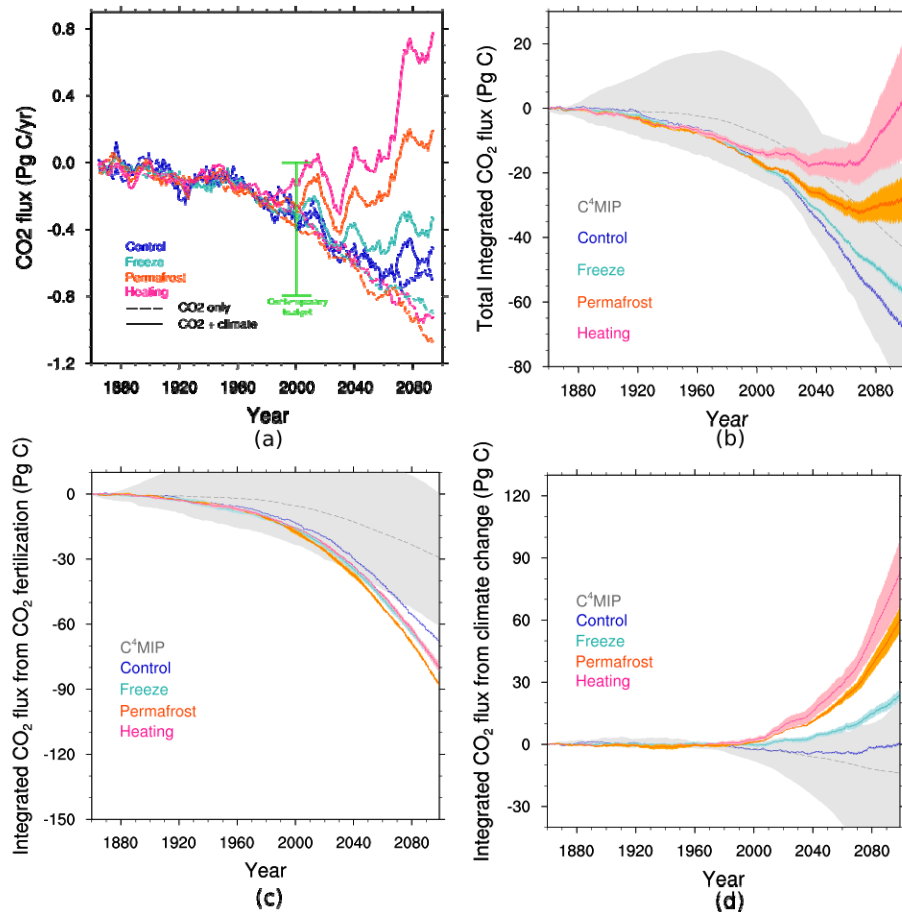 0.8
0.4
0.0
-0.4
-0.8
-1.2
CO2 flux (Pg C/yr)
Control
Freeze
Permafrost
Heating
CO2 only
CO2 + climate
budget
1880 1920 1960 2000 2040 2080
Year
(a)
20
0
-20
-40
-60
-80
Total Integrated CO₂ flux (Pg C)
C⁴MIP
Control
Freeze
Permafrost
Heating
1880 1920 1960 2000 2040 2080
Year
(b)
0
-30
-60
-90
-120
-150
Integrated CO₂ flux from CO₂ fertilization (Pg C)
C⁴MIP
Control
Freeze
Permafrost
Heating
1880 1920 1960 2000 2040 2080
Year
(c)
120
90
60
30
0
-30
Integrated CO₂ flux from climate change (Pg C)
C⁴MIP
Control
Freeze
Permafrost
Heating
1880 1920 1960 2000 2040 2080
Year
(d)